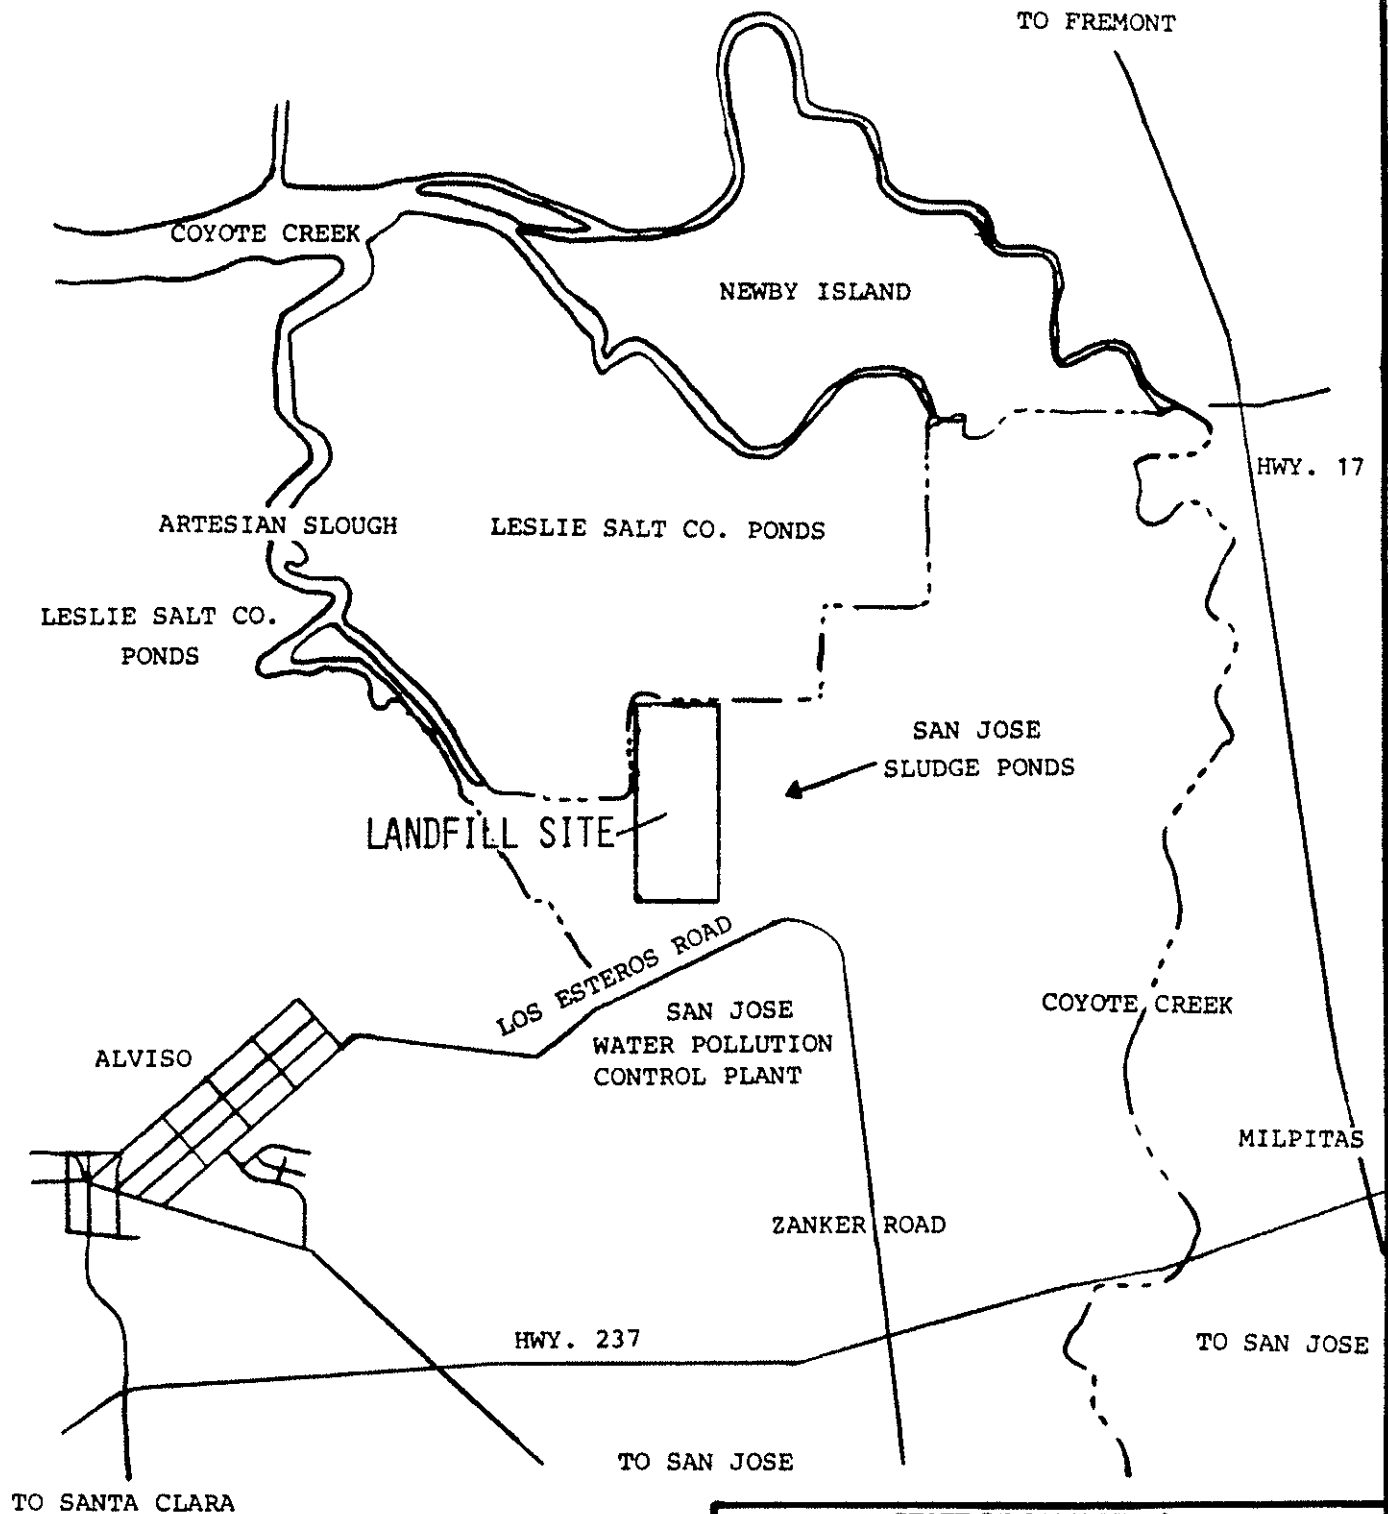 TO FREMONT
COYOTE CREEK
NEWBY ISLAND
HWY. 17
ARTESIAN SLOUGH
LESLIE SALT CO. PONDS
LESLIE SALT CO.
PONDS
SAN JOSE
SLUDGE PONDS
LANDFILL SITE
LOS ESTEROS ROAD
SAN JOSE
WATER POLLUTION
CONTROL PLANT
COYOTE CREEK
ALVISO
MILPITAS
ZANKER ROAD
HWY. 237
TO SAN JOSE
TO SAN JOSE
TO SANTA CLARA